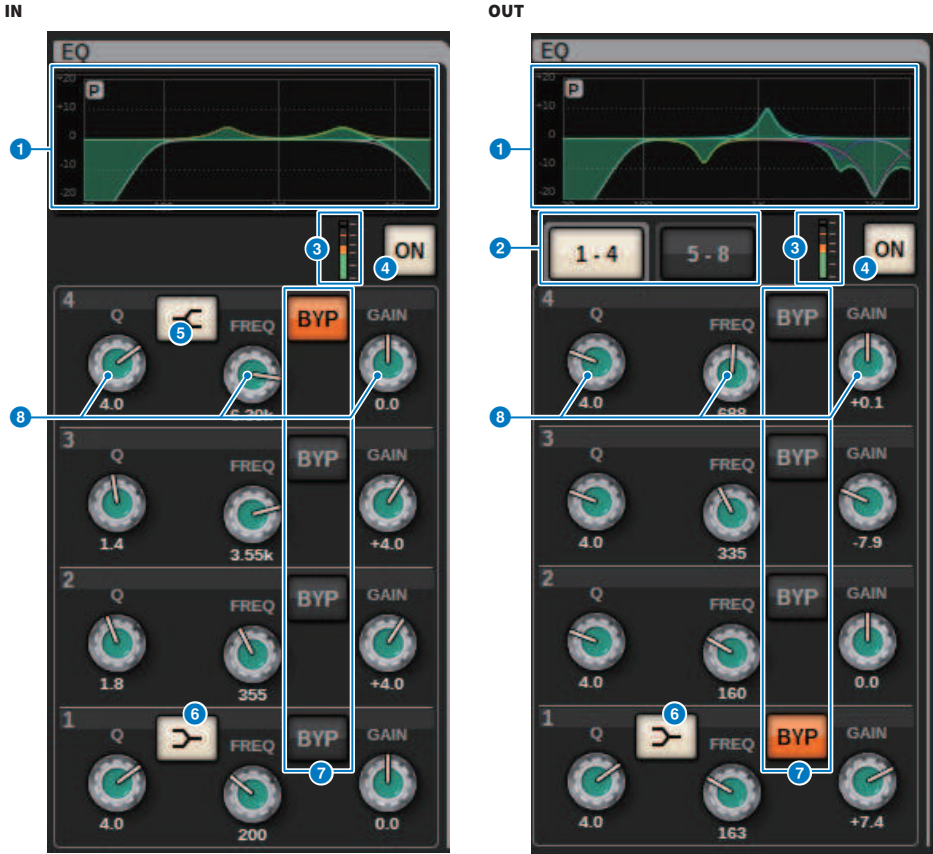 IN
EQ
P
+20
+10
0
-10
-20
1
3
4 ON
4
5
Q FREQ BYP GAIN
8
4.0 0.0
3
Q FREQ BYP GAIN
1.4 3.55k +4.0
2
Q FREQ BYP GAIN
1.8 355 +4.0
1
6
Q FREQ BYP GAIN
7
4.0 200 0.0
OUT
EQ
P
+20
+10
0
-10
-20
1
2 1 - 4 5 - 8
3
4 ON
4
Q FREQ BYP GAIN
8
4.0 688 +0.1
3
Q FREQ BYP GAIN
4.0 335 -7.9
2
Q FREQ BYP GAIN
4.0 160 0.0
1
6
Q FREQ BYP GAIN
7
4.0 163 +7.4